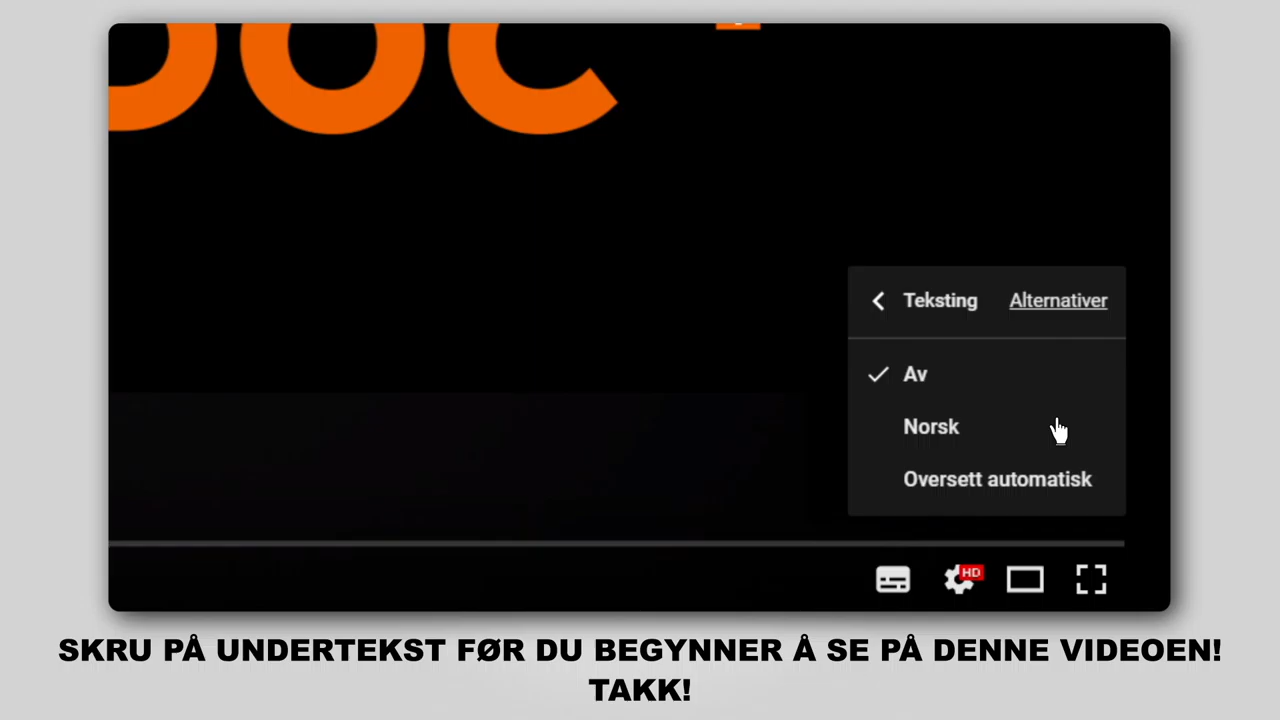 Teksting Alternativer
Av
Norsk
Oversett automatisk
HD
SKRU PÅ UNDERTEKST FØR DU BEGYNNER Å SE PÅ DENNE VIDEOEN!
TAKK!